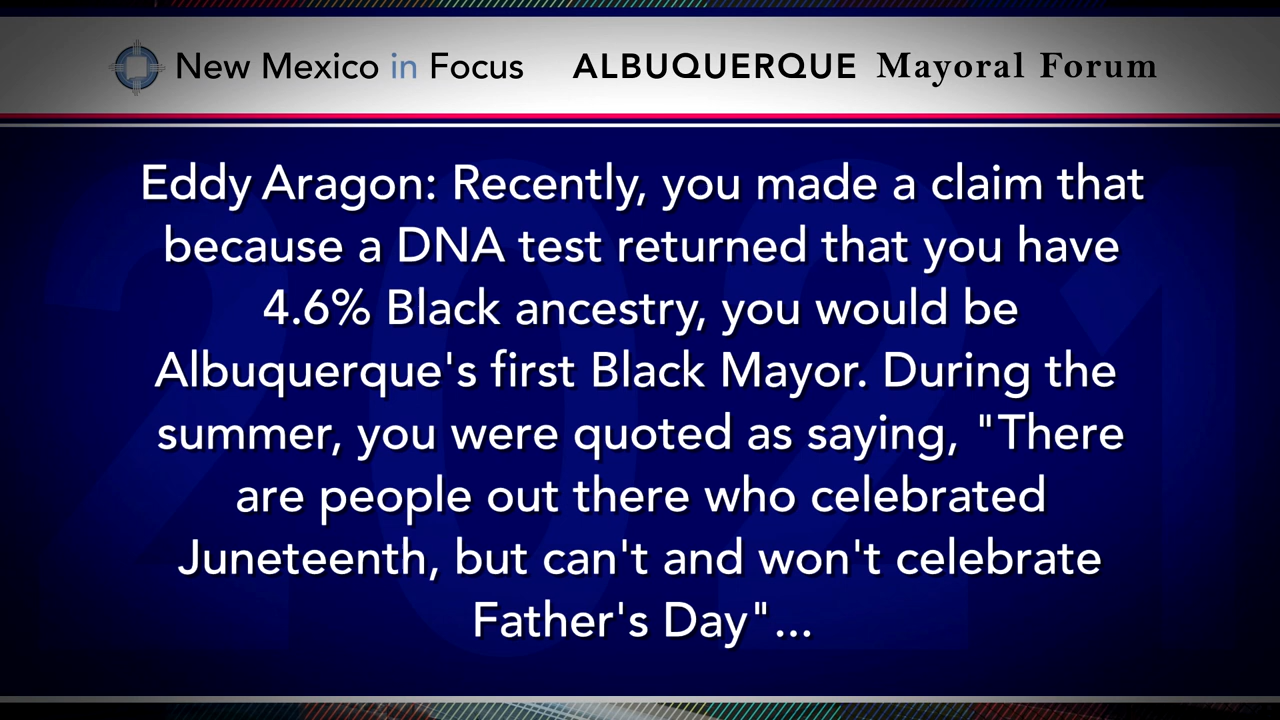 New Mexico in Focus ALBUQUERQUE Mayoral Forum
Eddy Aragon: Recently, you made a claim that
because a DNA test returned that you have
4.6% Black ancestry, you would be
Albuquerque's first Black Mayor. During the
summer, you were quoted as saying, "There
are people out there who celebrated
Juneteenth, but can't and won't celebrate
Father's Day"...
2021